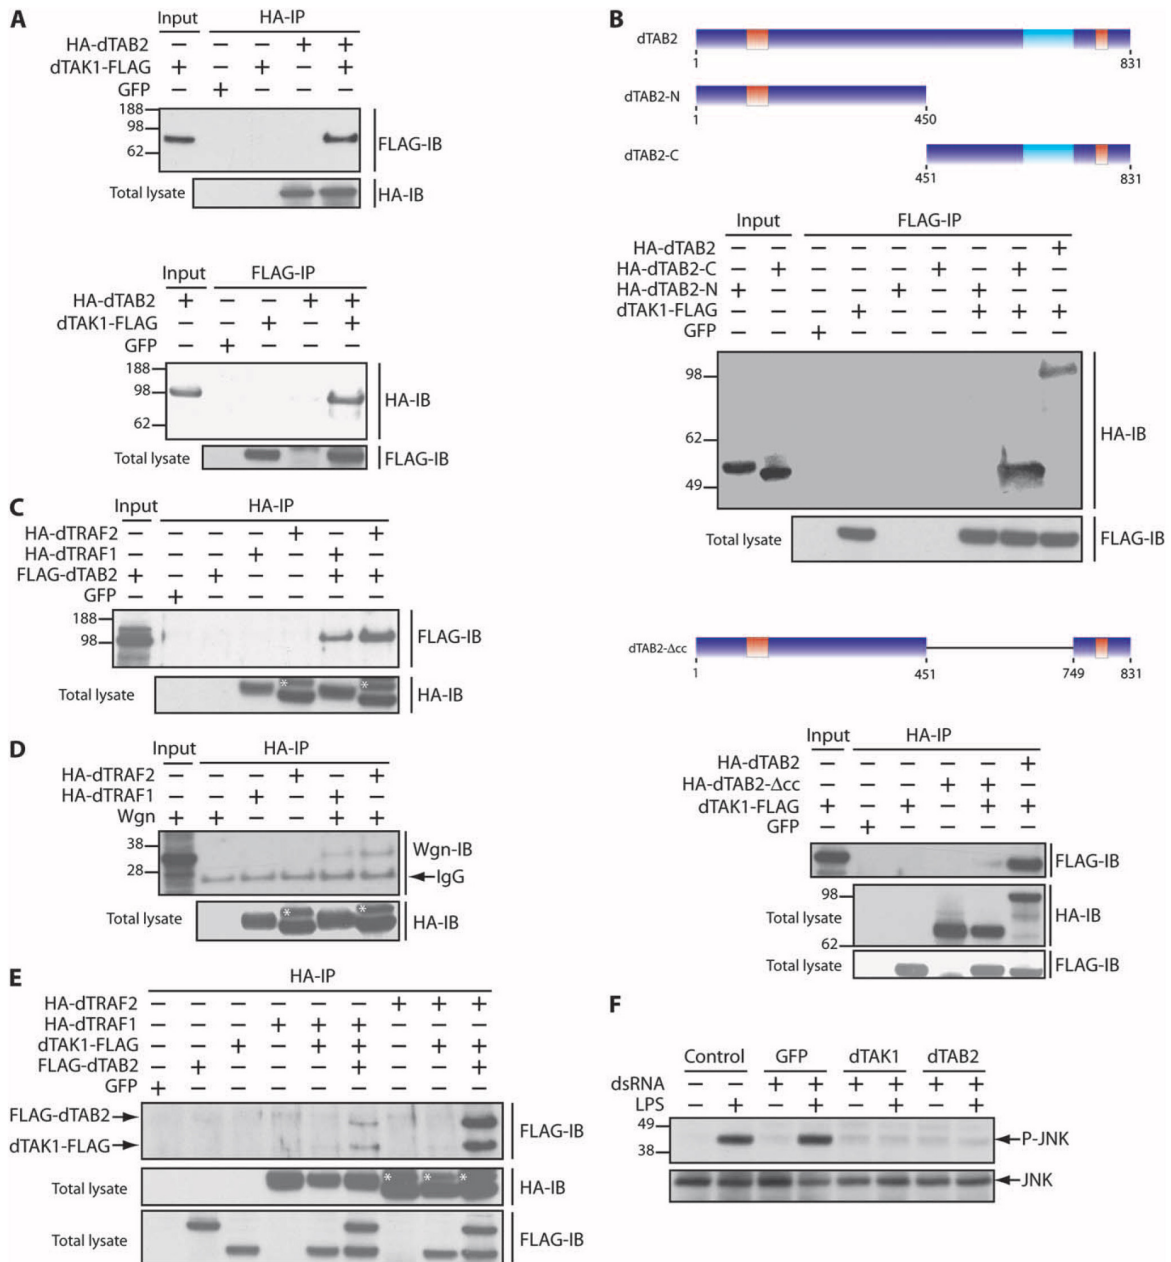 A
Input HA-IP
HA-dTAB2 − − − + +
dTAK1-FLAG + − + − +
GFP − + − − −
188
98
62
FLAG-IB
Total lysate
HA-IB
Input FLAG-IP
HA-dTAB2 + − − + +
dTAK1-FLAG − − + − +
GFP − + − − −
188
98
62
HA-IB
Total lysate
FLAG-IB
C
Input HA-IP
HA-dTRAF2 − − − − + − +
HA-dTRAF1 − − − + − + −
FLAG-dTAB2 + − + − − + +
GFP − + − − − − −
188
98
FLAG-IB
Total lysate
* *
HA-IB
D
Input HA-IP
HA-dTRAF2 − − − + − +
HA-dTRAF1 − − + − + −
Wgn + + − − + +
38
28
Wgn-IB
IgG
Total lysate
* *
HA-IB
E
HA-IP
HA-dTRAF2 − − − − − − + + +
HA-dTRAF1 − − − + + + − − −
dTAK1-FLAG − − + − + + − + +
FLAG-dTAB2 − + − − − + − − +
GFP + − − − − − − − −
FLAG-dTAB2
dTAK1-FLAG
FLAG-IB
Total lysate
* * *
HA-IB
Total lysate
FLAG-IB
B
dTAB2
1 831
dTAB2-N
1 450
dTAB2-C
451 831
Input FLAG-IP
HA-dTAB2 − − − − − − − − +
HA-dTAB2-C − + − − − + − + −
HA-dTAB2-N + − − − + − + − −
dTAK1-FLAG − − − + − − + + +
GFP − − + − − − − − −
98
62
49
HA-IB
Total lysate
FLAG-IB
dTAB2-Δcc
1 451 749 831
Input HA-IP
HA-dTAB2 − − − − − +
HA-dTAB2-Δcc − − − + + −
dTAK1-FLAG + − + − + +
GFP − + − − − −
FLAG-IB
98
Total lysate
62
HA-IB
Total lysate
FLAG-IB
F
Control GFP dTAK1 dTAB2
dsRNA − − + + + + + +
LPS − + − + − + − +
49
38
P-JNK
JNK